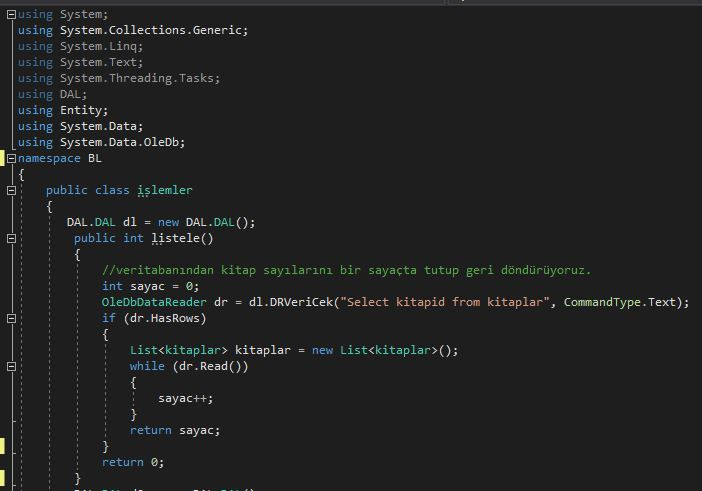 using System;
using System.Collections.Generic;
using System.Linq;
using System.Text;
using System.Threading.Tasks;
using DAL;
using Entity;
using System.Data;
using System.Data.OleDb;
namespace BL
{
public class islemler
{
DAL.DAL dl = new DAL.DAL();
public int listele()
{
//veritabanından kitap sayılarını bir sayaçta tutup geri döndürüyoruz.
int sayac = 0;
OleDbDataReader dr = dl.DRVeriCek("Select kitapid from kitaplar", CommandType.Text);
if (dr.HasRows)
{
List<kitaplar> kitaplar = new List<kitaplar>();
while (dr.Read())
{
sayac++;
}
return sayac;
}
return 0;
}